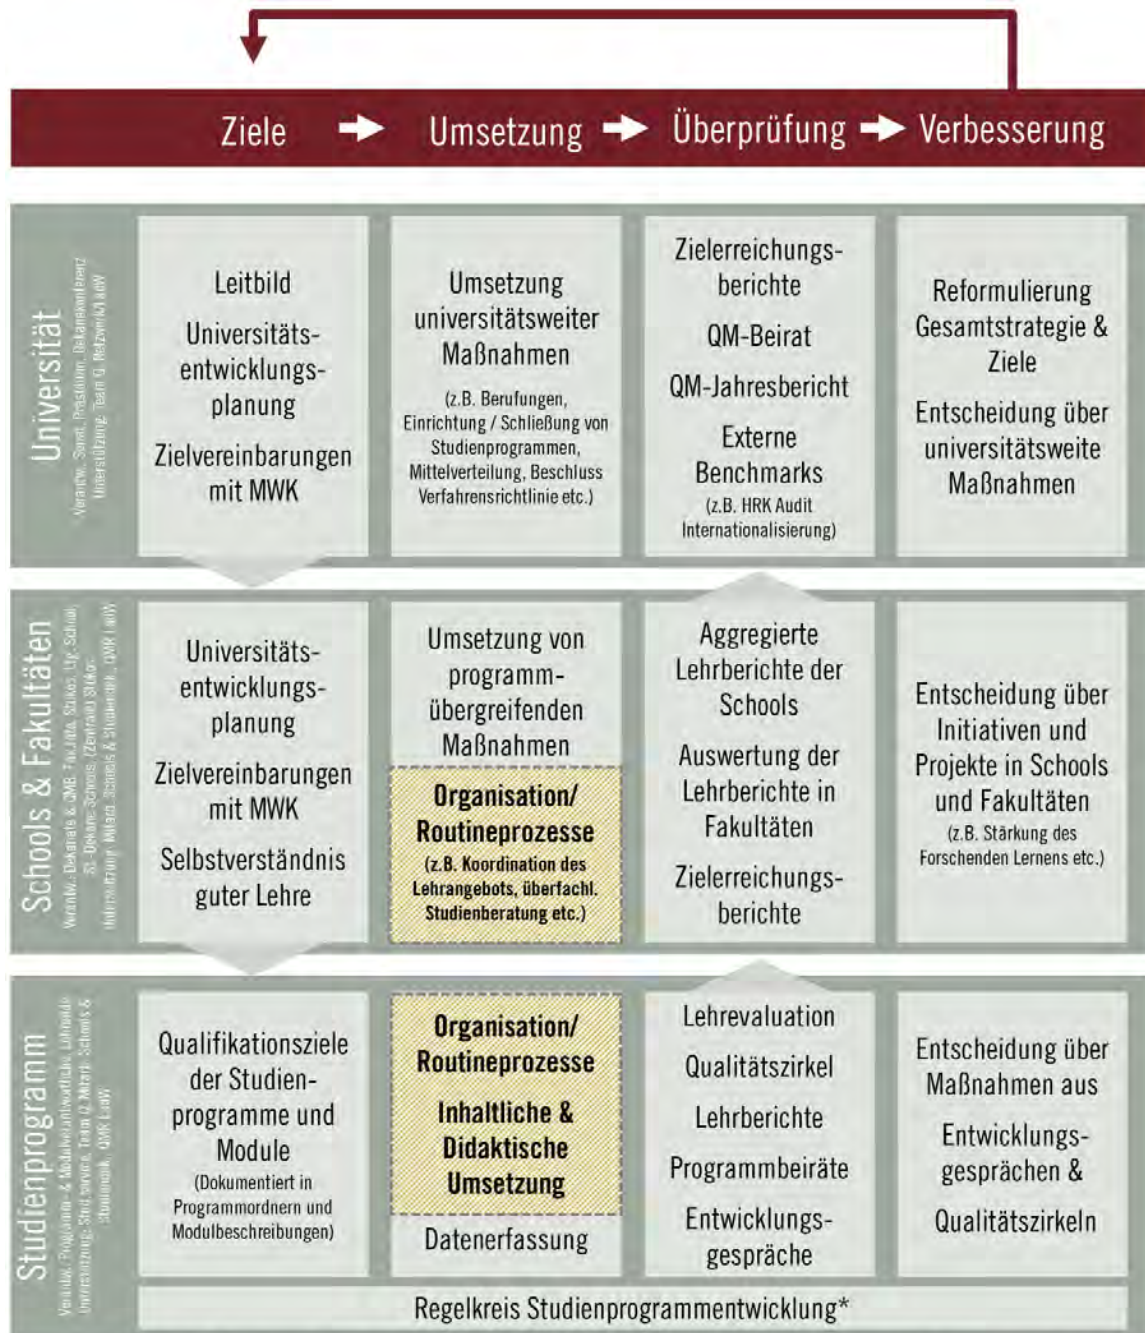 Ziele
Umsetzung
Überprüfung
Verbesserung
Universität
Leitbild
Universitäts-
entwicklungs-
planung
Zielvereinbarungen
mit MWK
Umsetzung
universitätsweiter
Maßnahmen
(z.B. Berufungen,
Einrichtung / Schließung von
Studienprogrammen,
Mittelverteilung, Beschluss
Verfahrensrichtlinie etc.)
Zielerreichungs-
berichte
QM-Beirat
QM-Jahresbericht
Externe
Benchmarks
(z.B. HRK Audit
Internationalisierung)
Reformulierung
Gesamtstrategie &
Ziele
Entscheidung über
universitätsweite
Maßnahmen
Schools & Fakultäten
Universitäts-
entwicklungs-
planung
Zielvereinbarungen
mit MWK
Selbstverständnis
guter Lehre
Umsetzung von
programm-
übergreifenden
Maßnahmen
Organisation/
Routineprozesse
(z.B. Koordination des
Lehrangebots, überfachl.
Studienberatung etc.)
Aggregierte
Lehrberichte der
Schools
Auswertung der
Lehrberichte in
Fakultäten
Zielerreichungs-
berichte
Entscheidung über
Initiativen und
Projekte in Schools
und Fakultäten
(z.B. Stärkung des
Forschenden Lernens etc.)
Studienprogramm
Qualifikationsziele
der Studien-
programme und
Module
(Dokumentiert in
Programmordnern und
Modulbeschreibungen)
Organisation/
Routineprozesse
Inhaltliche &
Didaktische
Umsetzung
Datenerfassung
Lehrevaluation
Qualitätszirkel
Lehrberichte
Programmbeiräte
Entwicklungs-
gespräche
Entscheidung über
Maßnahmen aus
Entwicklungs-
gesprächen &
Qualitätszirkeln
Regelkreis Studienprogrammentwicklung*